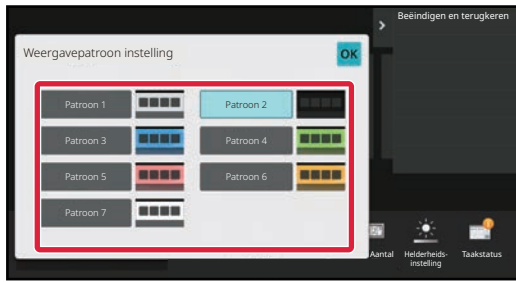 Beëindigen en terugkeren
Weergavepatroon instelling
OK
Patroon 1
Patroon 2
Patroon 3
Patroon 4
Patroon 5
Patroon 6
Patroon 7
Aantal
Helderheids-
instelling
Taakstatus